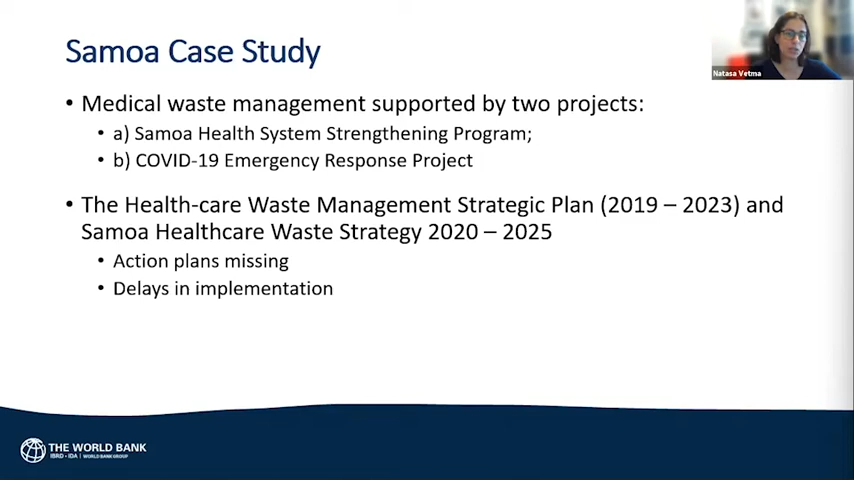 Samoa Case Study
Natasa Vetma
• Medical waste management supported by two projects:
• a) Samoa Health System Strengthening Program;
• b) COVID-19 Emergency Response Project
• The Health-care Waste Management Strategic Plan (2019 – 2023) and
Samoa Healthcare Waste Strategy 2020 – 2025
• Action plans missing
• Delays in implementation
THE WORLD BANK
IBRD • IDA | WORLD BANK GROUP